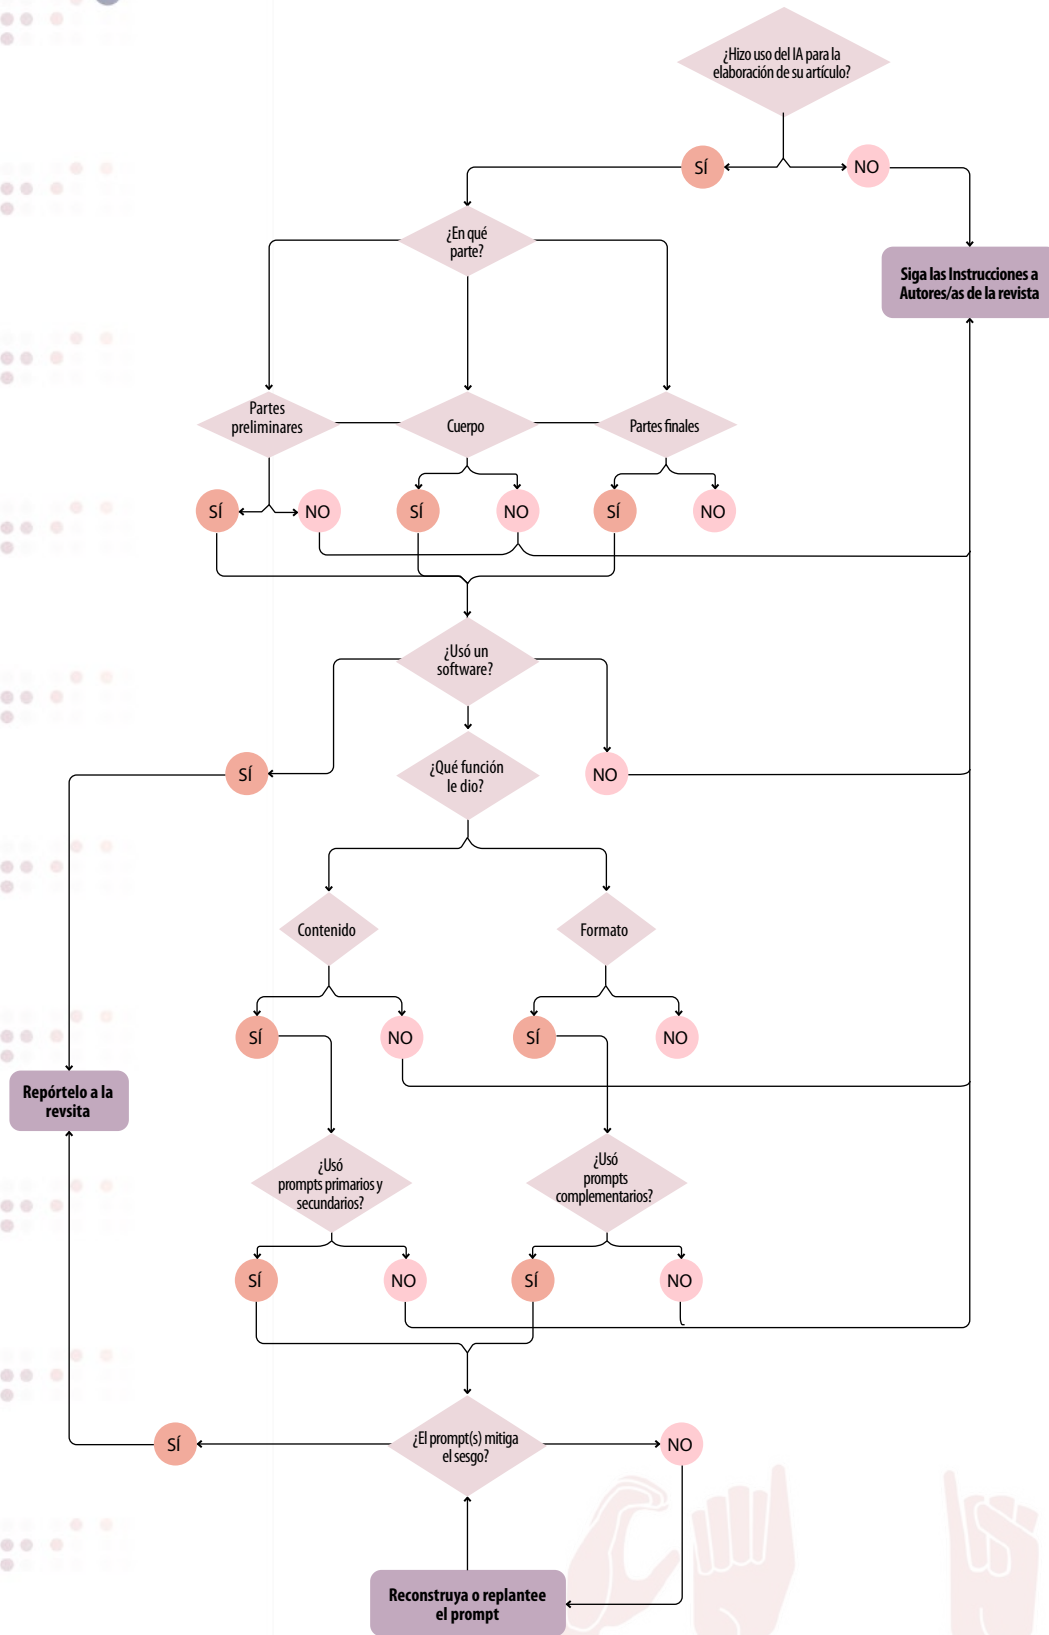 ¿Hizo uso del IA para la
elaboración de su artículo?
SÍ
NO
¿En qué
parte?
Siga las Instrucciones a
Autores/as de la revista
Partes
preliminares
Cuerpo
Partes finales
SÍ
NO
SÍ
NO
SÍ
NO
¿Usó un
software?
SÍ
¿Qué función
le dio?
NO
Contenido
Formato
SÍ
NO
SÍ
NO
Repórtelo a la
revsita
¿Usó
prompts primarios y
secundarios?
¿Usó
prompts
complementarios?
SÍ
NO
SÍ
NO
SÍ
¿El prompt(s) mitiga
el sesgo?
NO
Reconstruya o replantee
el prompt